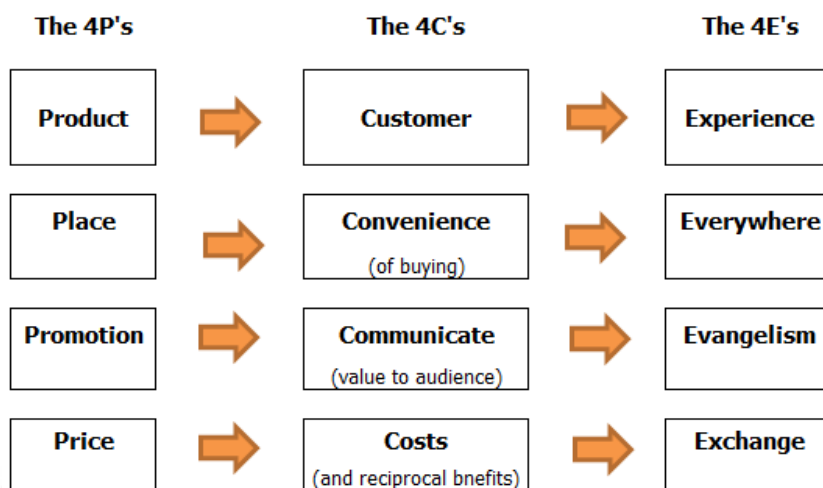 The 4P's
The 4C's
The 4E's
Product
Customer
Experience
Place
Convenience
(of buying)
Everywhere
Promotion
Communicate
(value to audience)
Evangelism
Price
Costs
(and reciprocal bnefits)
Exchange